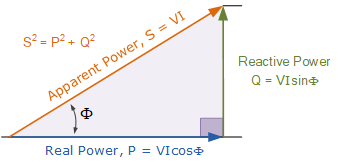 S² = P² + Q²
Apparent Power, S = VI
Reactive Power
Q = VIsinΦ
Φ
Real Power, P = VIcosΦ